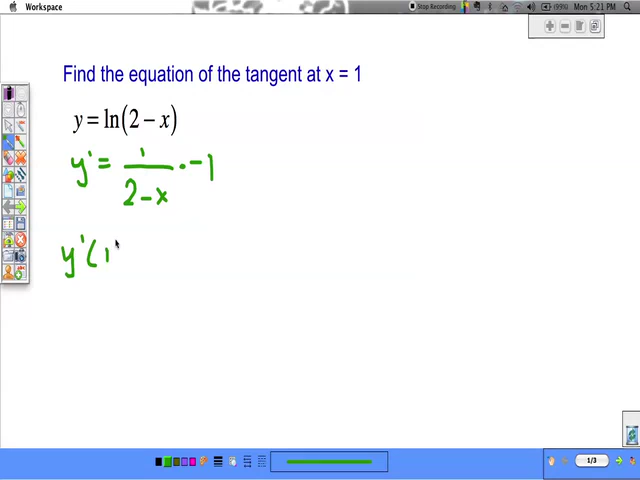 Workspace
Stop Recording
(99%)
Mon 5:21 PM
Find the equation of the tangent at x = 1
y = ln(2 − x)
y' = 1/(2-x) · -1
y'(1
1/3